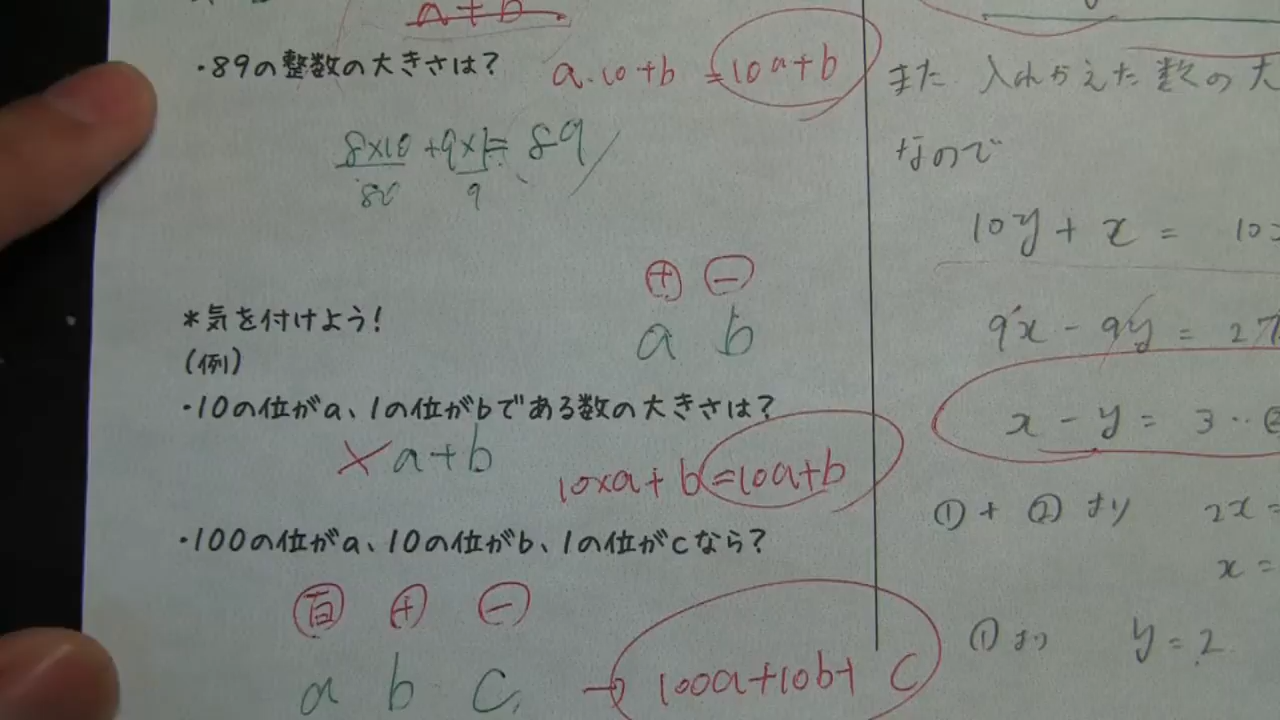 a+b
・89の整数の大きさは? a・10+b =10a+b
8×10+9×1=89
80 9
十 一
a b
*気を付けよう!
(例)
・10の位がa、1の位がbである数の大きさは?
×a+b 10×a+b=10a+b
・100の位がa、10の位がb、1の位がcなら?
百 十 一
a b c → 100a+10b+c
また 入れかえた数の大
なので
10y+x= 10
9x-9y=27
x-y=3…②
①+②より 2x=
x=
①より y=2